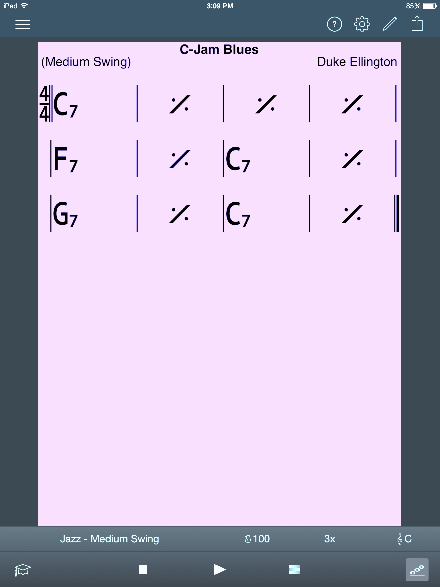 iPad 3:09 PM 85%
?
C-Jam Blues
(Medium Swing) Duke Ellington
4/4 C7 𝄎 𝄎 𝄎
F7 𝄎 C7 𝄎
G7 𝄎 C7 𝄎
Jazz - Medium Swing 100 3x C